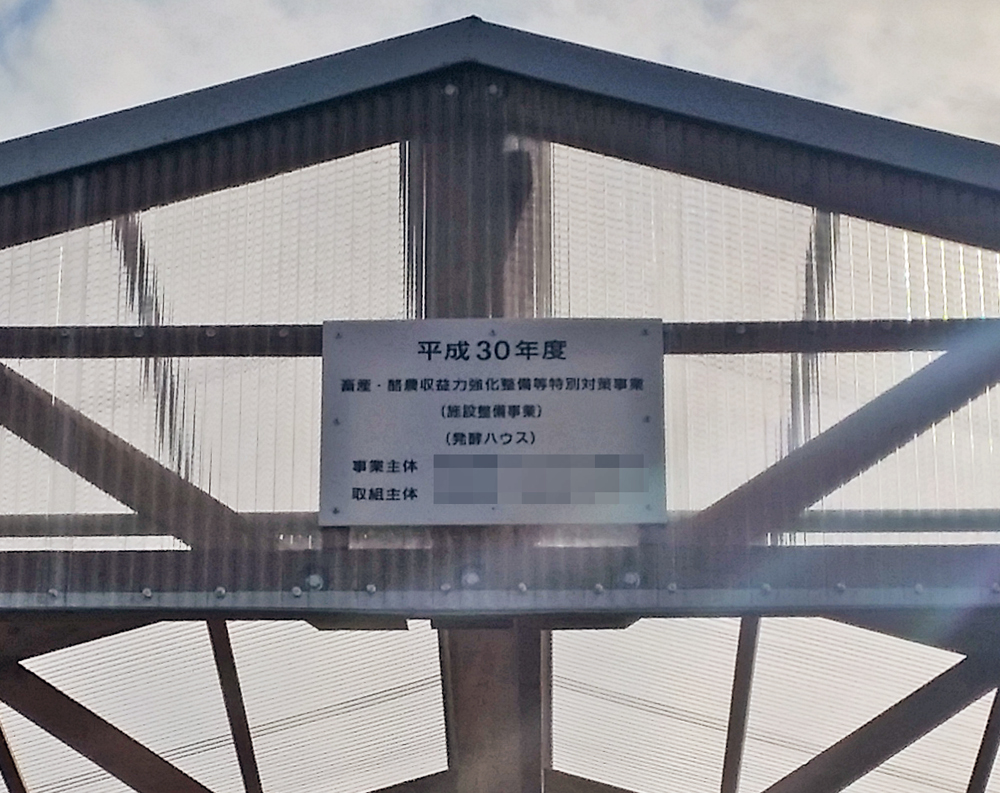 平成30年度
畜産・酪農収益力強化整備等特別対策事業
（施設整備事業）
（発酵ハウス）
事業主体
取組主体